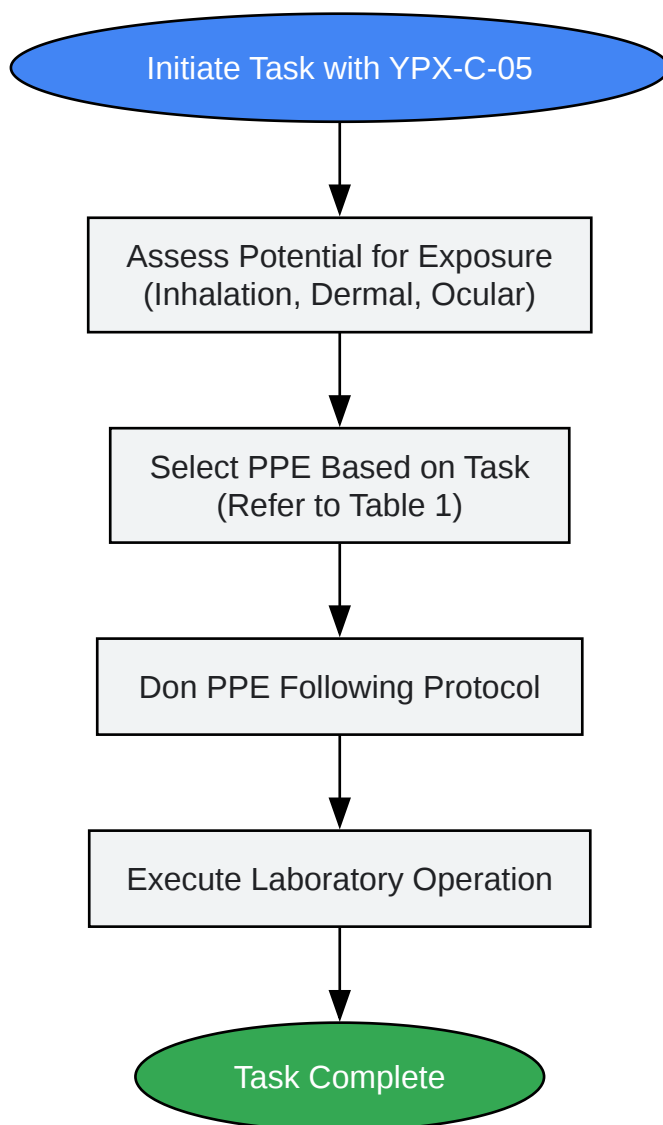 Initiate Task with YPX-C-05
Assess Potential for Exposure
(Inhalation, Dermal, Ocular)
Select PPE Based on Task
(Refer to Table 1)
Don PPE Following Protocol
Execute Laboratory Operation
Task Complete